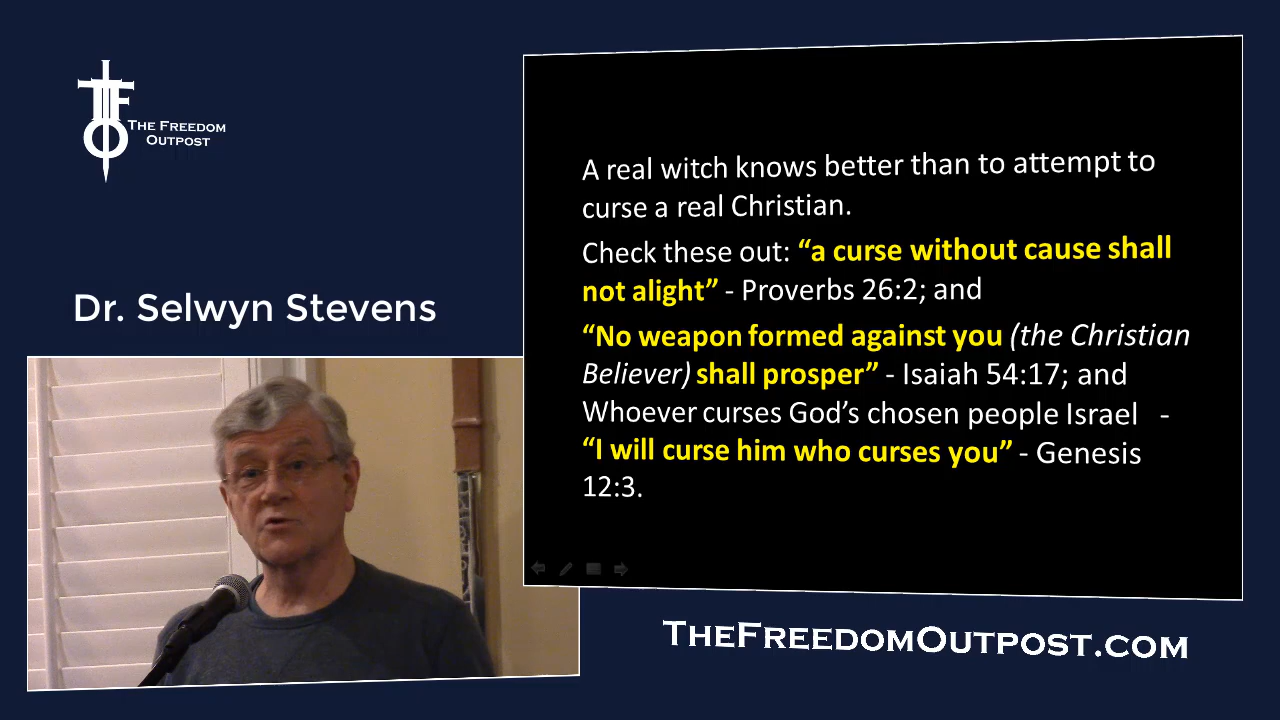 THE FREEDOM
OUTPOST
Dr. Selwyn Stevens
A real witch knows better than to attempt to
curse a real Christian.
Check these out: “a curse without cause shall
not alight” - Proverbs 26:2; and
“No weapon formed against you (the Christian
Believer) shall prosper” - Isaiah 54:17; and
Whoever curses God’s chosen people Israel -
“I will curse him who curses you” - Genesis
12:3.
THEFREEDOMOUTPOST.COM